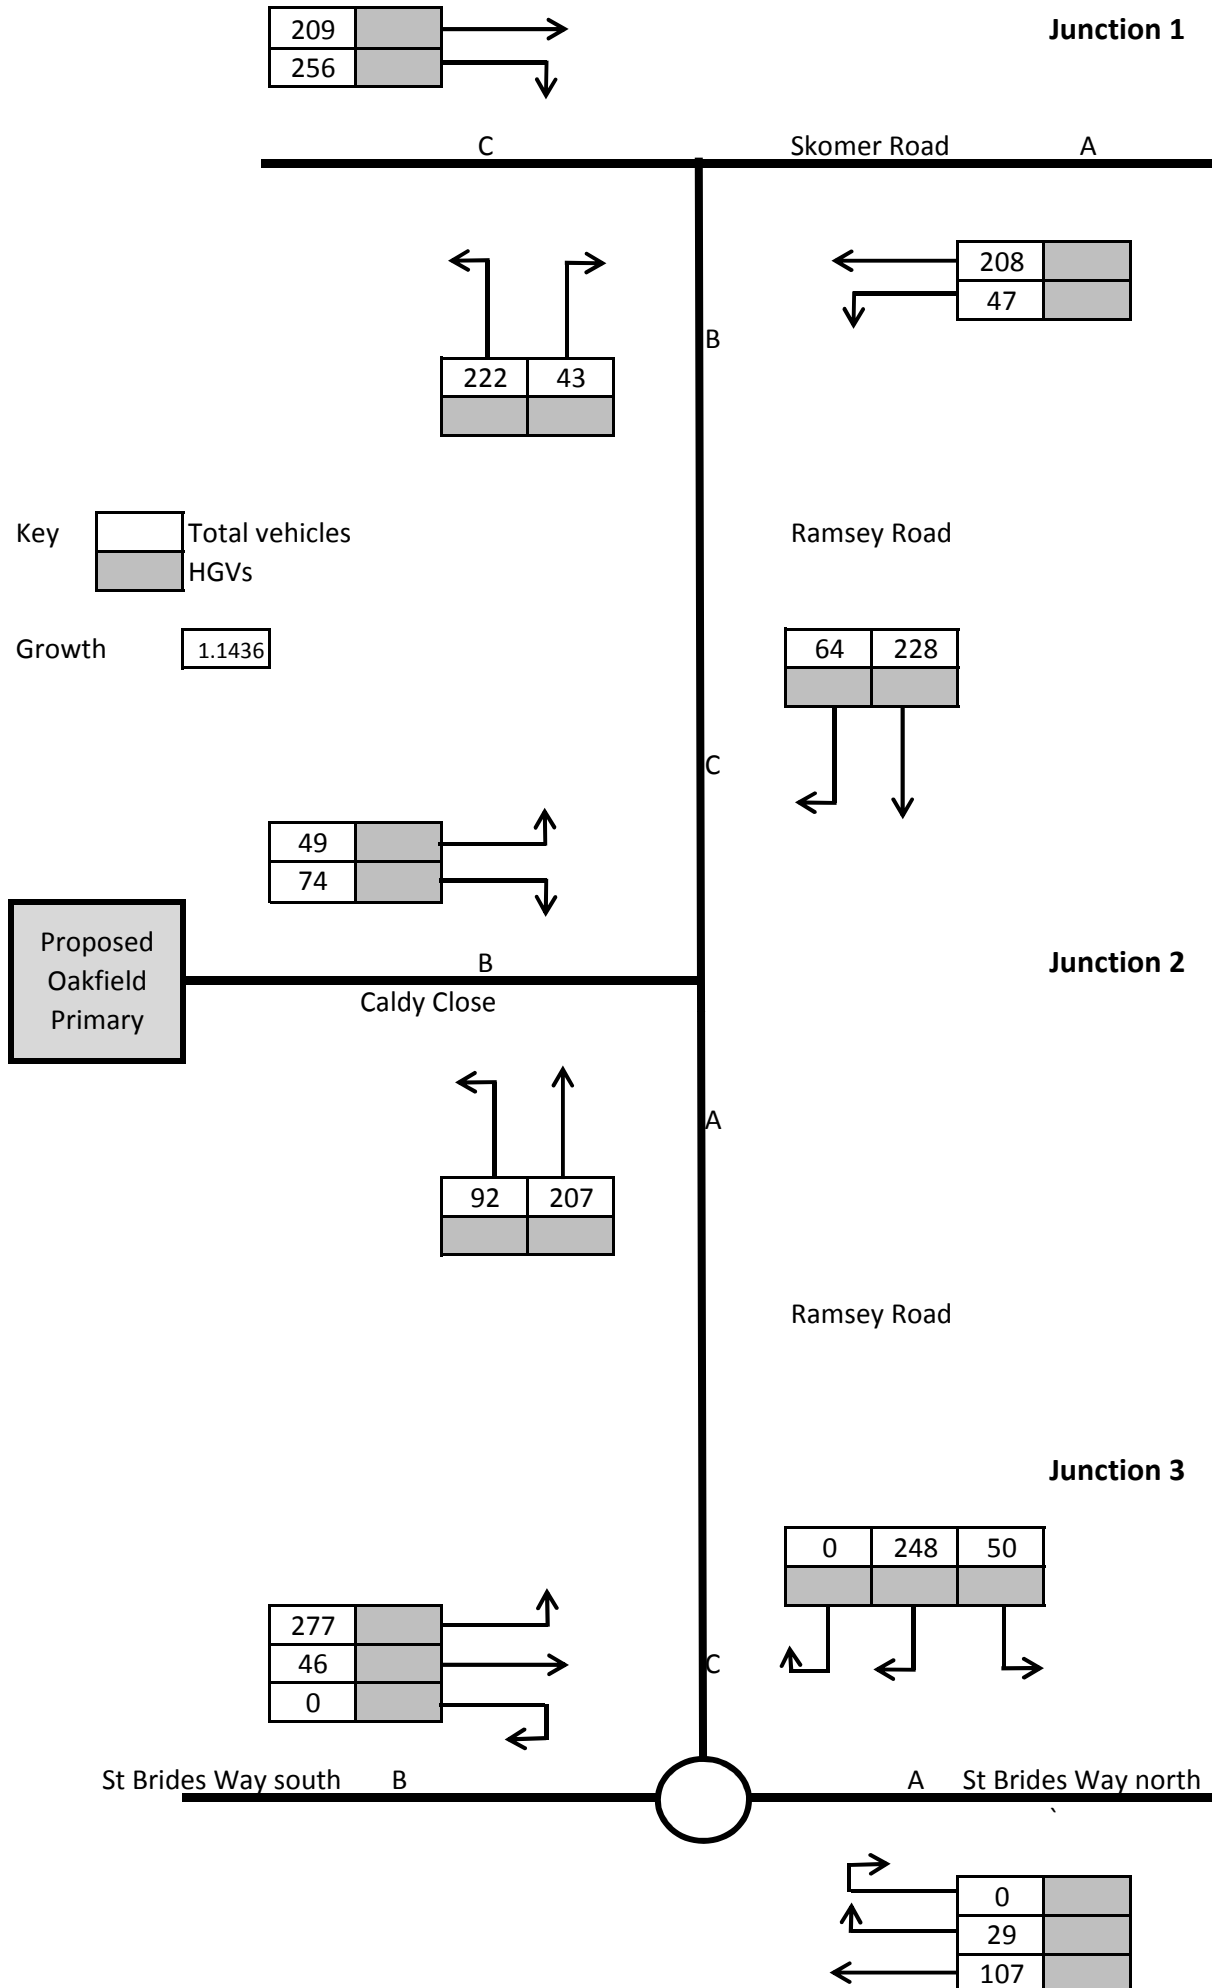 209
Junction 1
256
C
Skomer Road
A
208
47
B
222 43
Key
Total vehicles
HGVs
Ramsey Road
Growth
1.1436
64 228
C
49
74
Proposed
Oakfield
Primary
B
Caldy Close
Junction 2
A
92 207
Ramsey Road
Junction 3
0 248 50
277
46
0
C
St Brides Way south
B
A
St Brides Way north
`
0
29
107